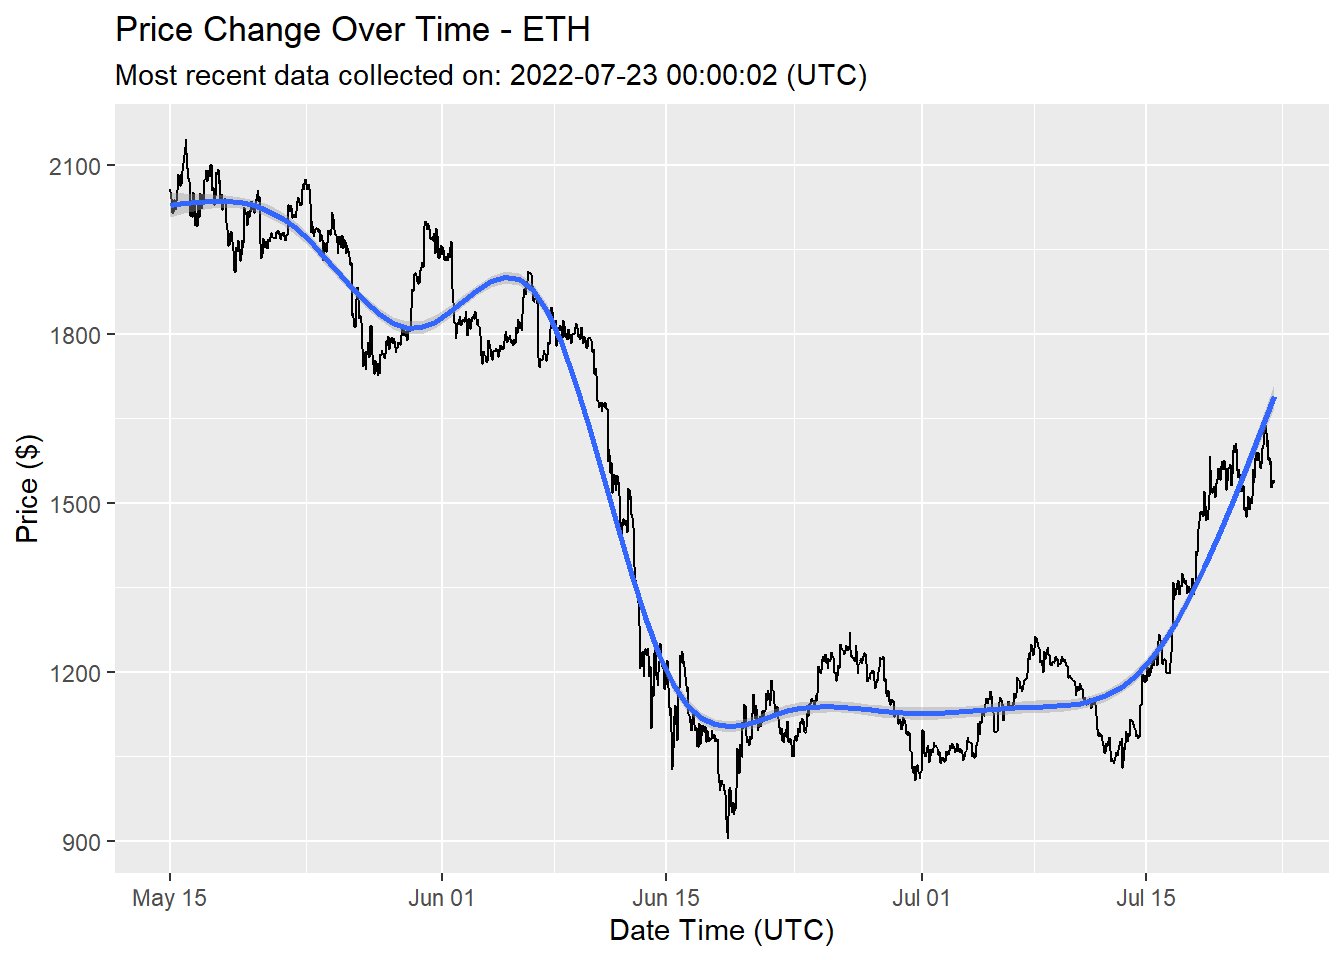 Price Change Over Time - ETH
Most recent data collected on: 2022-07-23 00:00:02 (UTC)
Price ($)
2100
1800
1500
1200
900
May 15
Jun 01
Jun 15
Jul 01
Jul 15
Date Time (UTC)